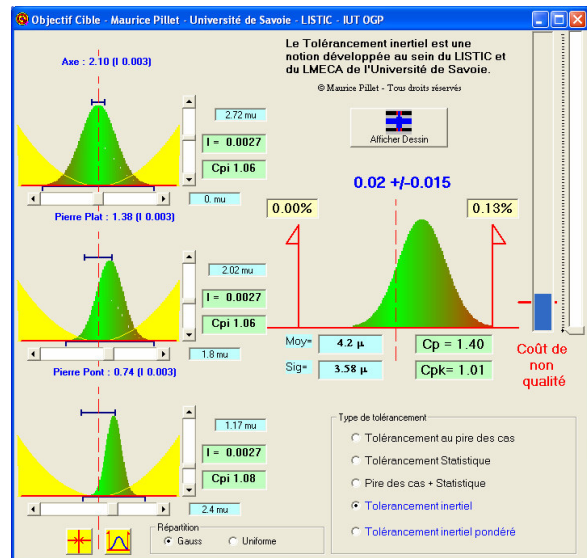 Objectif Cible - Maurice Pillet - Université de Savoie - LISTIC - IUT OGP
Axe : 2.10 (I 0.003)
2.72 mu
I = 0.0027
Cpi 1.06
0. mu
Pierre Plat : 1.38 (I 0.003)
2.02 mu
I = 0.0027
Cpi 1.06
1.8 mu
Pierre Pont : 0.74 (I 0.003)
1.17 mu
I = 0.0027
Cpi 1.08
2.4 mu
Répartition
Gauss
Uniforme
Le Tolérancement inertiel est une
notion développée au sein du LISTIC et
du LMECA de l'Université de Savoie.
© Maurice Pillet - Tous droits réservés
Afficher Dessin
0.02 +/-0.015
0.00%
0.13%
Moy=
4.2 µ
Cp = 1.40
Sig=
3.58 µ
Cpk= 1.01
Coût de
non
qualité
Type de tolérancement
Tolérancement au pire des cas
Tolérancement Statistique
Pire des cas + Statistique
Tolerancement inertiel
Tolérancement inertiel pondéré